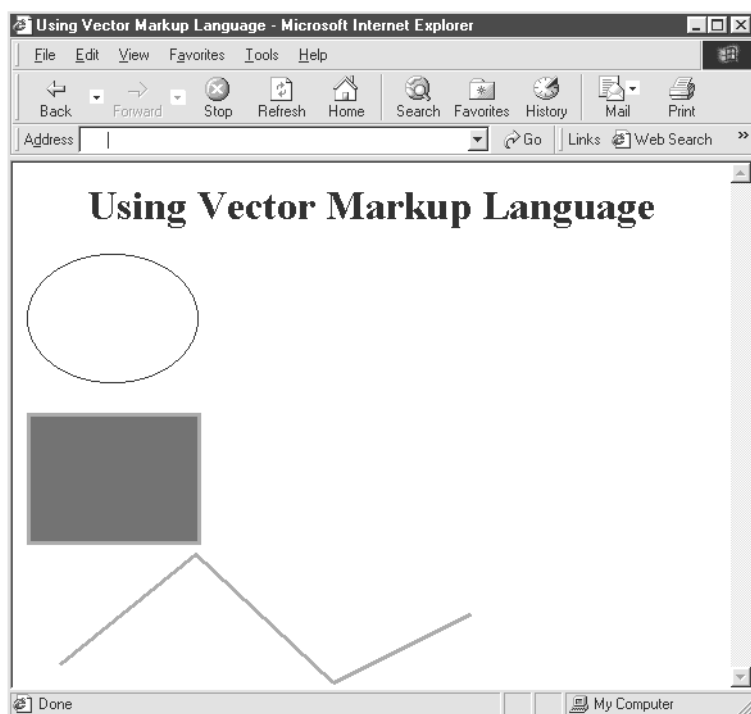 Using Vector Markup Language - Microsoft Internet Explorer
File Edit View Favorites Tools Help
Back Forward Stop Refresh Home Search Favorites History Mail Print
Address Go Links Web Search »
Using Vector Markup Language
Done My Computer